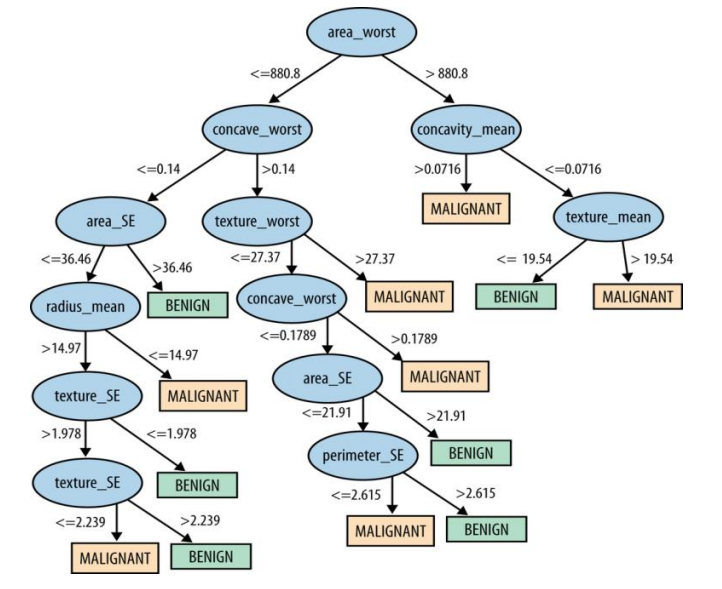 area_worst
<=880.8
> 880.8
concave_worst
concavity_mean
<=0.14
>0.14
>0.0716
<=0.0716
MALIGNANT
area_SE
texture_worst
texture_mean
<=36.46
>36.46
<=27.37
>27.37
<= 19.54
> 19.54
radius_mean
BENIGN
concave_worst
MALIGNANT
BENIGN
MALIGNANT
>14.97
<=14.97
<=0.1789
>0.1789
texture_SE
MALIGNANT
area_SE
MALIGNANT
>1.978
<=1.978
<=21.91
>21.91
texture_SE
BENIGN
perimeter_SE
BENIGN
<=2.239
>2.239
<=2.615
>2.615
MALIGNANT
BENIGN
MALIGNANT
BENIGN